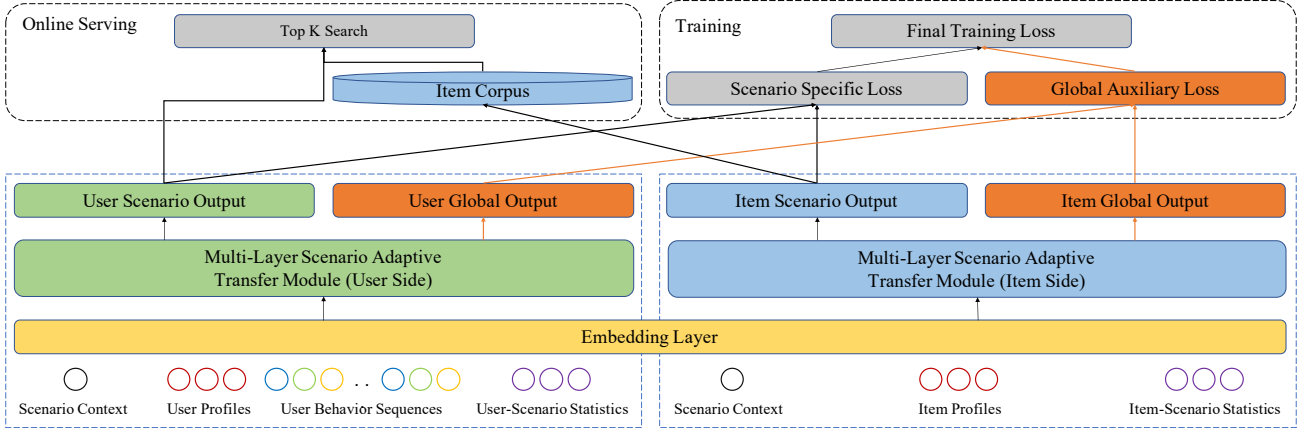 Online Serving
Top K Search
Item Corpus
Training
Final Training Loss
Scenario Specific Loss
Global Auxiliary Loss
User Scenario Output
User Global Output
Item Scenario Output
Item Global Output
Multi-Layer Scenario Adaptive
Transfer Module (User Side)
Multi-Layer Scenario Adaptive
Transfer Module (Item Side)
Embedding Layer
. .
Scenario Context
User Profiles
User Behavior Sequences
User-Scenario Statistics
Scenario Context
Item Profiles
Item-Scenario Statistics